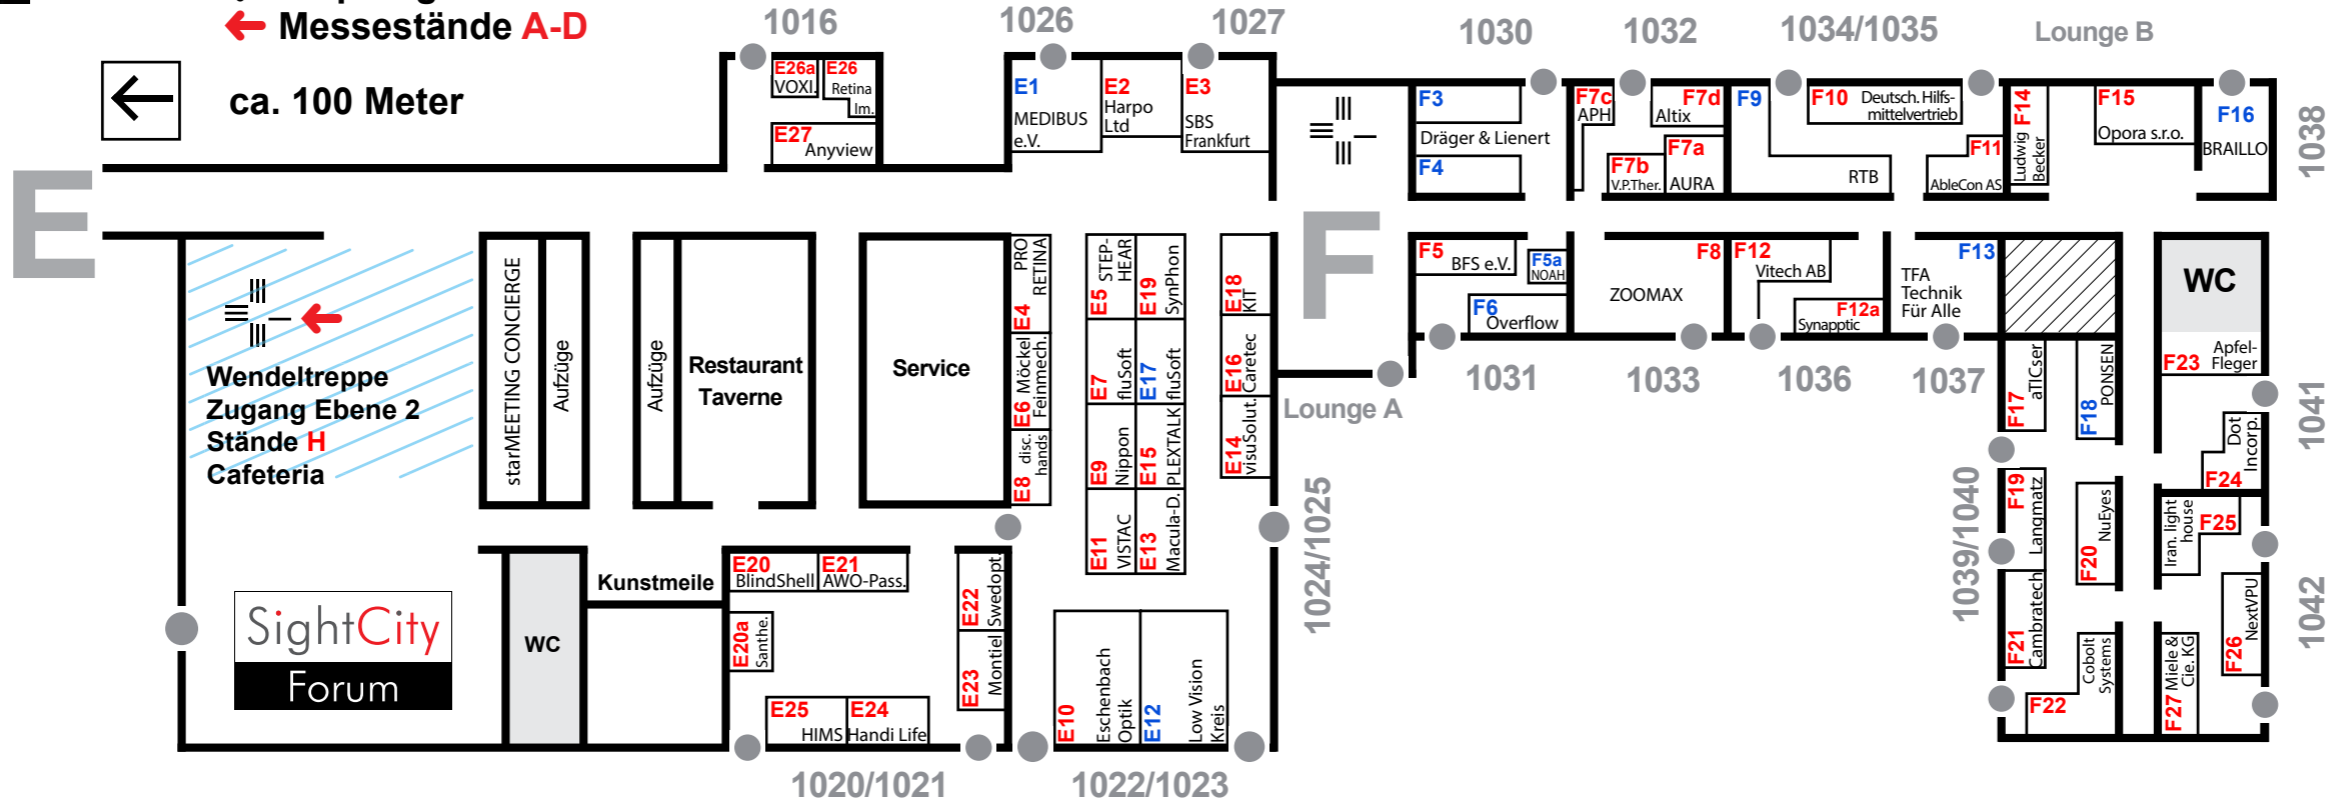 ← Messestände A-D
← ca. 100 Meter
1016
1026
1027
1030
1032
1034/1035
Lounge B
1038
E
E26a
VOXI.
E26
Retina
Im.
E27
Anyview
E1
MEDIBUS
e.V.
E2
Harpo
Ltd
E3
SBS
Frankfurt
F3
Dräger & Lienert
F4
F7c
APH
F7d
Altix
F7b
V.P.Ther.
F7a
AURA
F9
RTB
F10
Deutsch. Hilfs-
mittelvertrieb
F11
AbleCon AS
F14
Ludwig
Becker
F15
Opora s.r.o.
F16
BRAILLO
Wendeltreppe
Zugang Ebene 2
Stände H
Cafeteria
starMEETING CONCIERGE
Aufzüge
Aufzüge
Restaurant
Taverne
Service
E4
PRO
RETINA
E6
Möckel
Feinmech.
E8
disc.
hands
E5
STEP-
HEAR
E19
SynPhon
E7
fluSoft
E17
fluSoft
E9
Nippon
E15
PLEXTALK
E11
VISTAC
E13
Macula-D.
E18
KIT
E16
Caretec
E14
visuSolut.
F
F5
BFS e.V.
F5a
NOAH
F6
Overflow
F8
ZOOMAX
F12
Vitech AB
F12a
Synapptic
F13
TFA
Technik
Für Alle
WC
Lounge A
1031
1033
1036
1037
F17
aTICser
F18
PONSEN
F23
Apfel-
Fleger
1041
Dot
Incorp.
F24
1024/1025
1039/1040
F19
Langmatz
F20
NuEyes
Iran. light
house
F25
F21
Cambratech
F26
NextVPU
1042
Cobolt
Systems
F22
F27
Miele &
Cie. KG
SightCity
Forum
WC
Kunstmeile
E20
BlindShell
E21
AWO-Pass.
E20a
Santhe.
E22
Swedopt.
E23
Montiel
E25
HIMS
E24
Handi Life
E10
Eschenbach
Optik
E12
Low Vision
Kreis
1020/1021
1022/1023